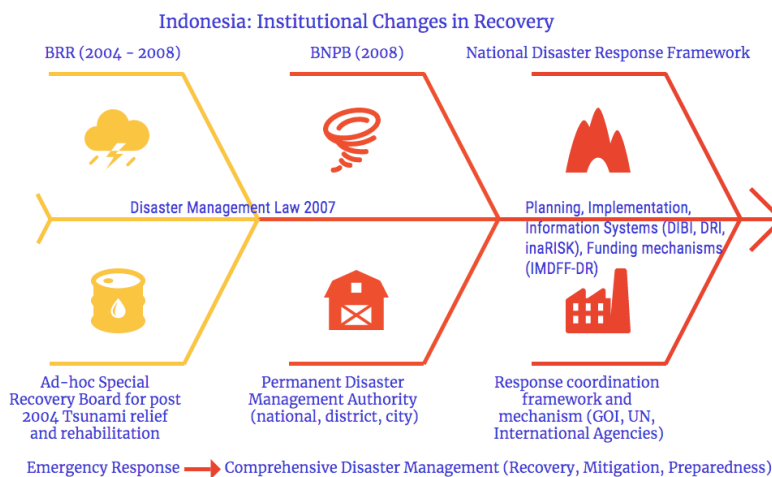 Indonesia: Institutional Changes in Recovery
BRR (2004 - 2008)
BNPB (2008)
National Disaster Response Framework
Disaster Management Law 2007
Planning, Implementation,
Information Systems (DIBI, DRI,
inaRISK), Funding mechanisms
(IMDFF-DR)
Ad-hoc Special
Recovery Board for post
2004 Tsunami relief
and rehabilitation
Permanent Disaster
Management Authority
(national, district, city)
Response coordination
framework and
mechanism (GOI, UN,
International Agencies)
Emergency Response
Comprehensive Disaster Management (Recovery, Mitigation, Preparedness)